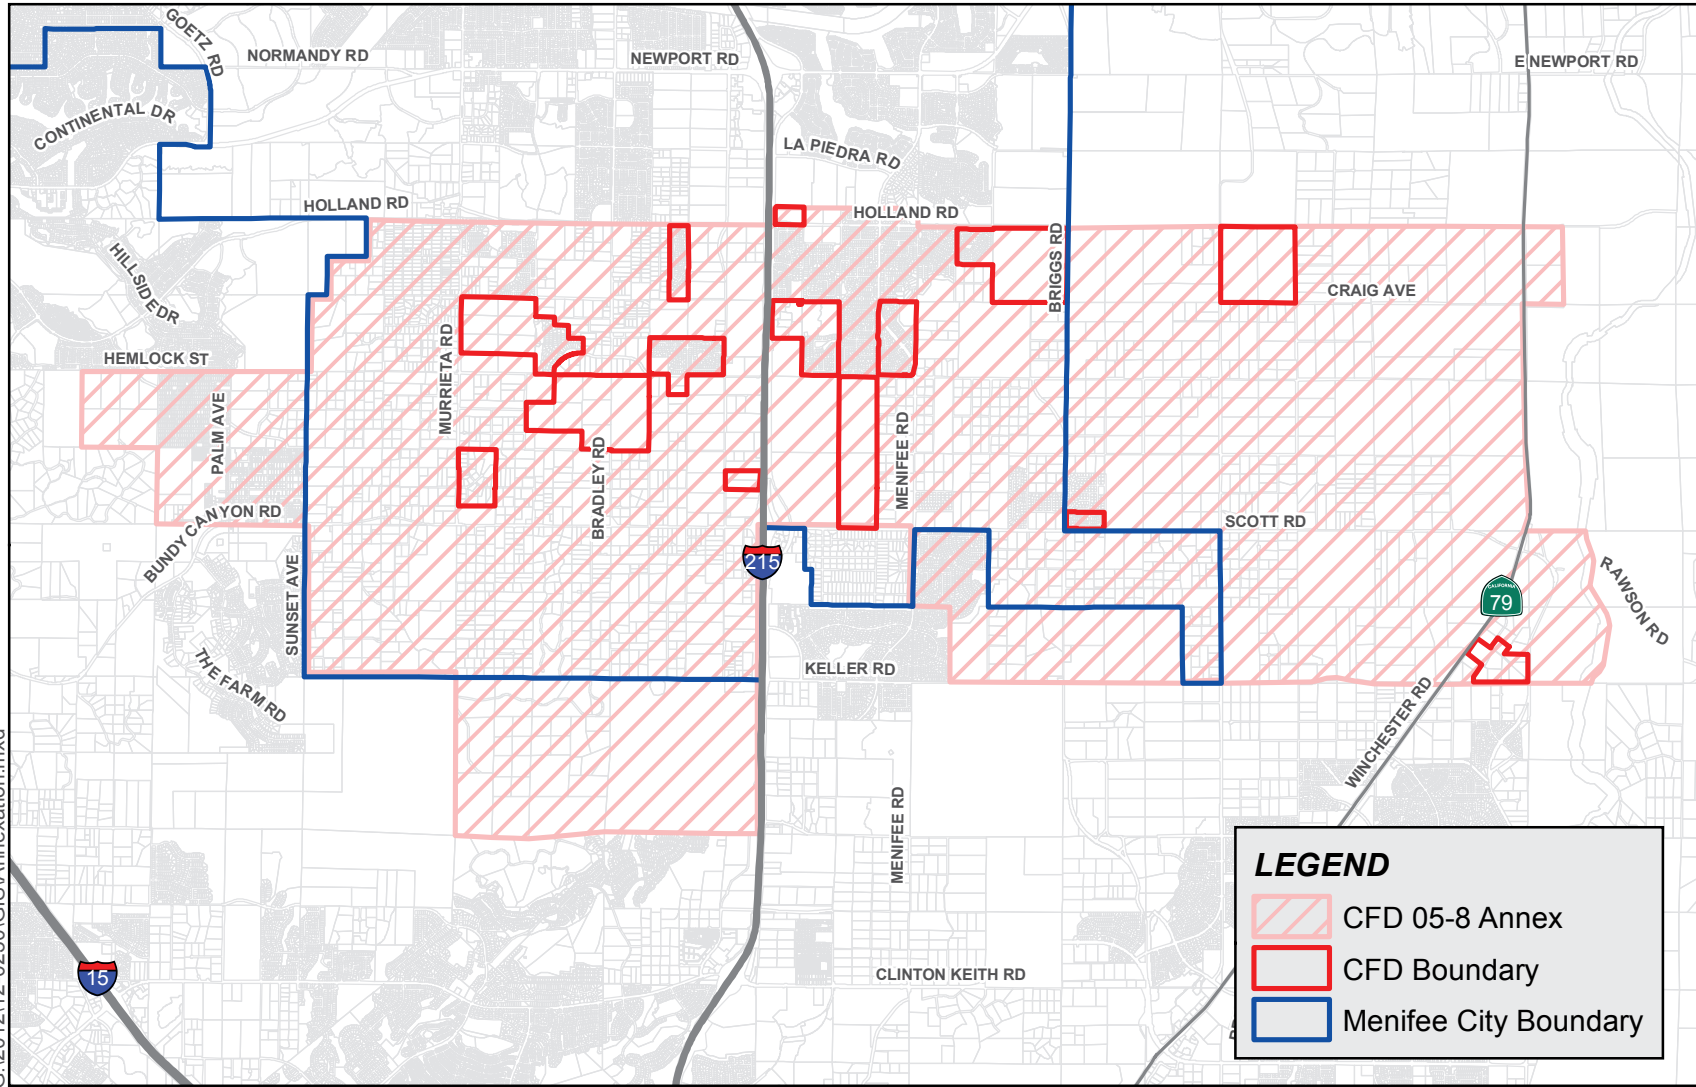 GOETZ RD
NORMANDY RD
NEWPORT RD
E NEWPORT RD
CONTINENTAL DR
LA PIEDRA RD
HOLLAND RD
HOLLAND RD
HILLSIDE DR
BRIGGS RD
CRAIG AVE
HEMLOCK ST
MURRIETA RD
PALM AVE
MENIFEE RD
BRADLEY RD
BUNDY CANYON RD
SCOTT RD
SUNSET AVE
215
CALIFORNIA
79
RAWSON RD
THE FARM RD
KELLER RD
WINCHESTER RD
MENIFEE RD
CLINTON KEITH RD
15
LEGEND
CFD 05-8 Annex
CFD Boundary
Menifee City Boundary